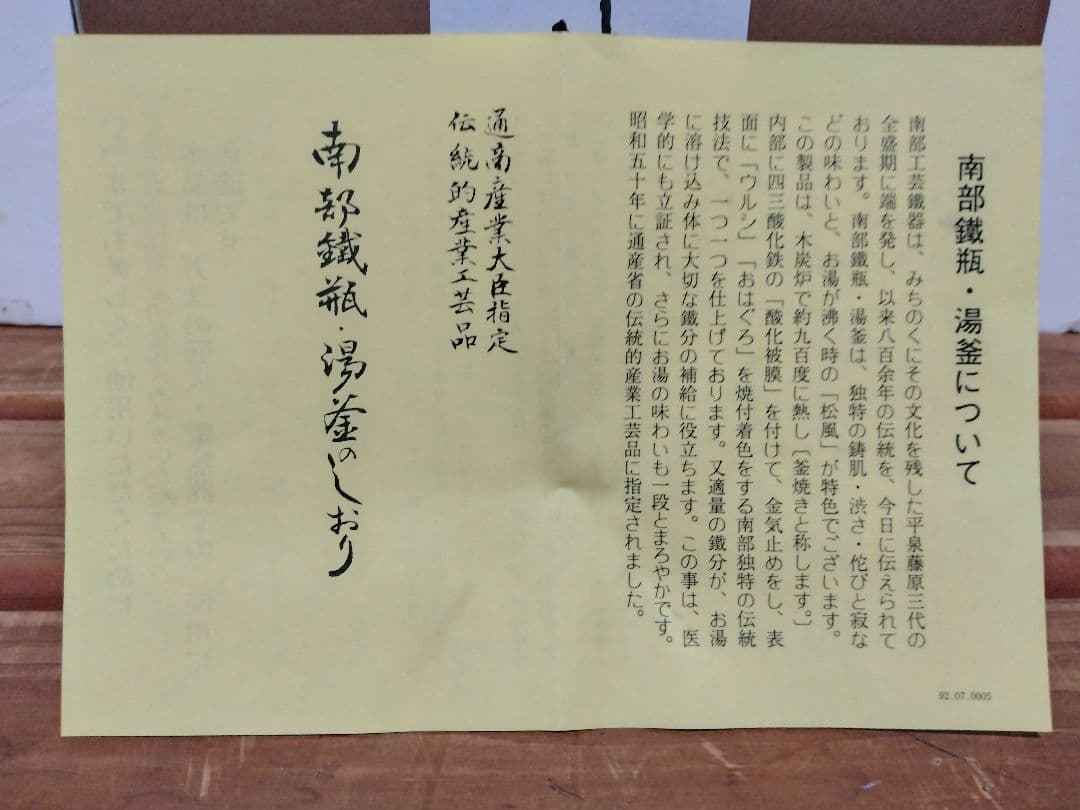 南部鐵瓶・湯釜について
南部工芸鐵器は、みちのくにその文化を残した平泉藤原三代の
全盛期に端を発し、以来八百余年の伝統を、今日に伝えられて
おります。南部鐵瓶・湯釜は、独特の鋳肌・渋さ・侘びと寂な
どの味わいと、お湯が沸く時の「松風」が特色でございます。
この製品は、木炭炉で約九百度に熱し〔釜焼きと称します。〕
内部に四三酸化鉄の「酸化被膜」を付けて、金気止めをし、表
面に「ウルシ」「おはぐろ」を焼付着色をする南部独特の伝統
技法で、一つ一つを仕上げております。又適量の鐵分が、お湯
に溶け込み体に大切な鐵分の補給に役立ちます。この事は、医
学的にも立証され、さらにお湯の味わいも一段とまろやかです。
昭和五十年に通産省の伝統的産業工芸品に指定されました。
92.07.0005
通商産業大臣指定
伝統的産業工芸品
南部鐵瓶・湯釜のしおり